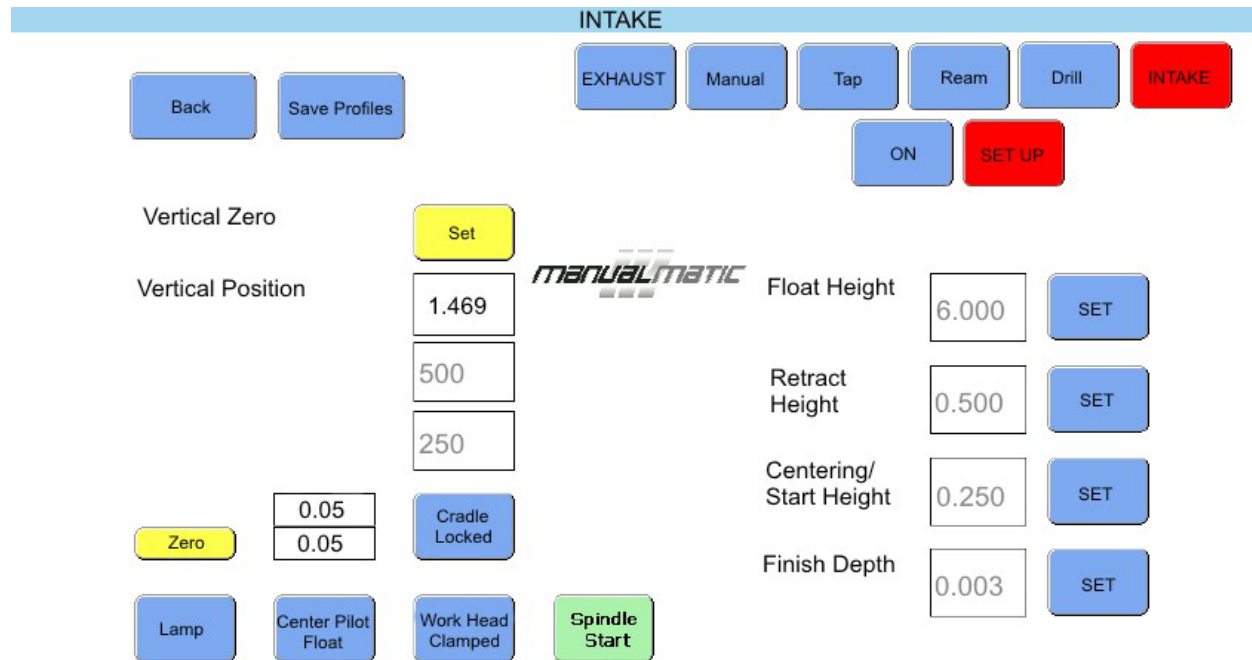 INTAKE
EXHAUST
Manual
Tap
Ream
Drill
INTAKE
Back
Save Profiles
ON
SET UP
Vertical Zero
Set
manualmatic
Vertical Position
1.469
Float Height
6.000
SET
500
Retract
Height
0.500
SET
250
Centering/
Start Height
0.250
SET
0.05
Cradle
Locked
Zero
0.05
Finish Depth
0.003
SET
Lamp
Center Pilot
Float
Work Head
Clamped
Spindle
Start